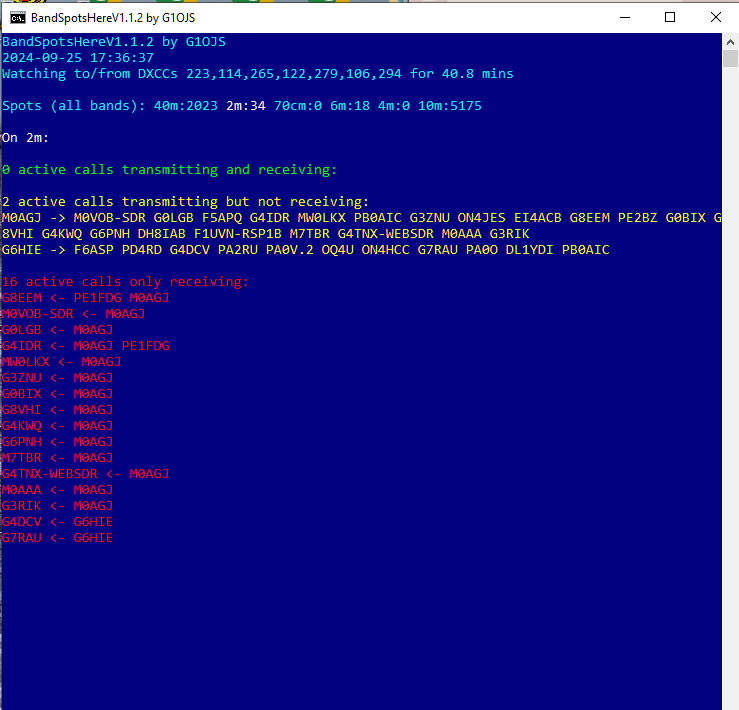 BandSpotsHereV1.1.2 by G1OJS
BandSpotsHereV1.1.2 by G1OJS
2024-09-25 17:36:37
Watching to/from DXCCs 223,114,265,122,279,106,294 for 40.8 mins
Spots (all bands): 40m:2023 2m:34 70cm:0 6m:18 4m:0 10m:5175
On 2m:
0 active calls transmitting and receiving:
2 active calls transmitting but not receiving:
M0AGJ -> M0VOB-SDR G0LGB F5APQ G4IDR MW0LKX PB0AIC G3ZNU ON4JES EI4ACB G8EEM PE2BZ G0BIX G
8VHI G4KWQ G6PNH DH8IAB F1UVN-RSP1B M7TBR G4TNX-WEBSDR M0AAA G3RIK
G6HIE -> F6ASP PD4RD G4DCV PA2RU PA0V.2 OQ4U ON4HCC G7RAU PA0O DL1YDI PB0AIC
16 active calls only receiving:
G8EEM <- PE1FDG M0AGJ
M0VOB-SDR <- M0AGJ
G0LGB <- M0AGJ
G4IDR <- M0AGJ PE1FDG
MW0LKX <- M0AGJ
G3ZNU <- M0AGJ
G0BIX <- M0AGJ
G8VHI <- M0AGJ
G4KWQ <- M0AGJ
G6PNH <- M0AGJ
M7TBR <- M0AGJ
G4TNX-WEBSDR <- M0AGJ
M0AAA <- M0AGJ
G3RIK <- M0AGJ
G4DCV <- G6HIE
G7RAU <- G6HIE